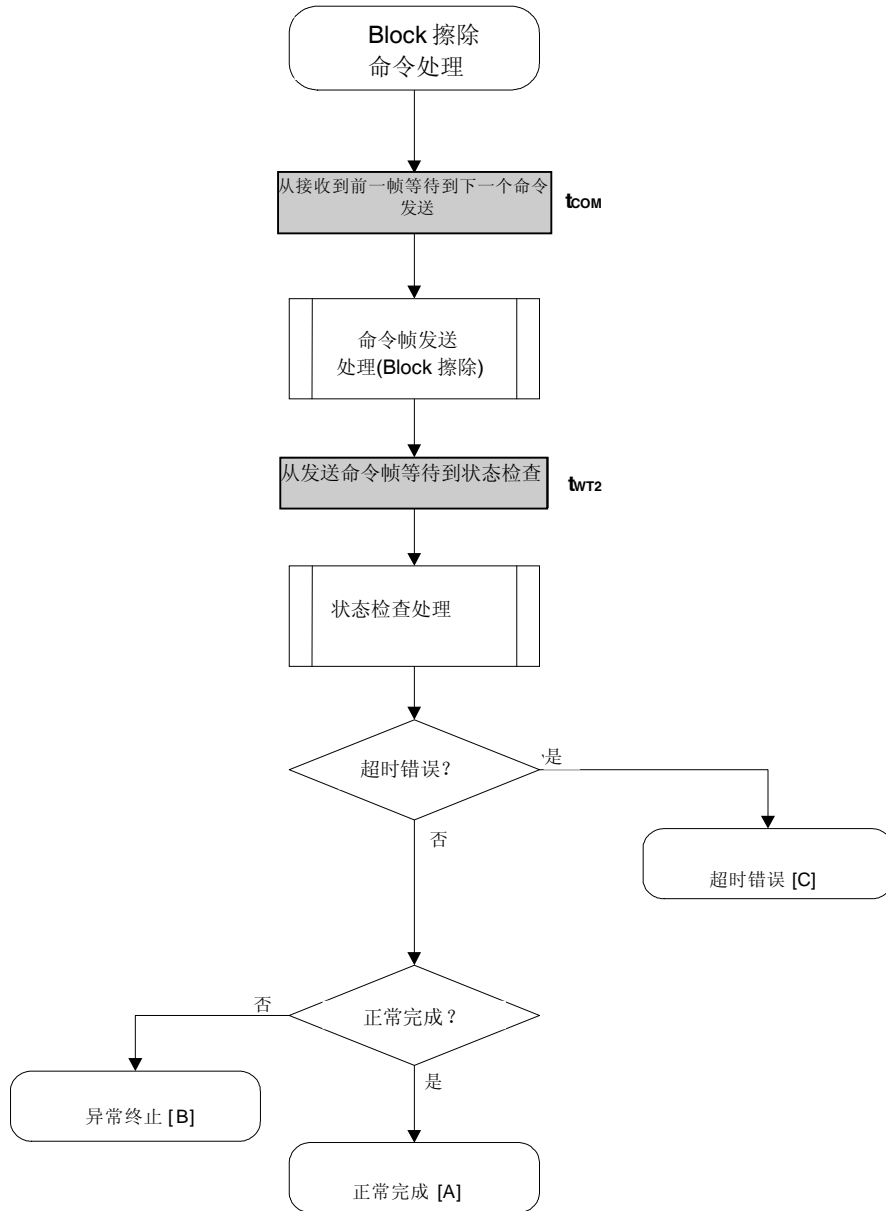 Block 擦除
命令处理
从接收到前一帧等待到下一个命令
发送
tCOM
命令帧发送
处理(Block 擦除)
从发送命令帧等待到状态检查
tWT2
状态检查处理
超时错误？
是
否
超时错误 [C]
正常完成？
否
是
异常终止 [B]
正常完成 [A]